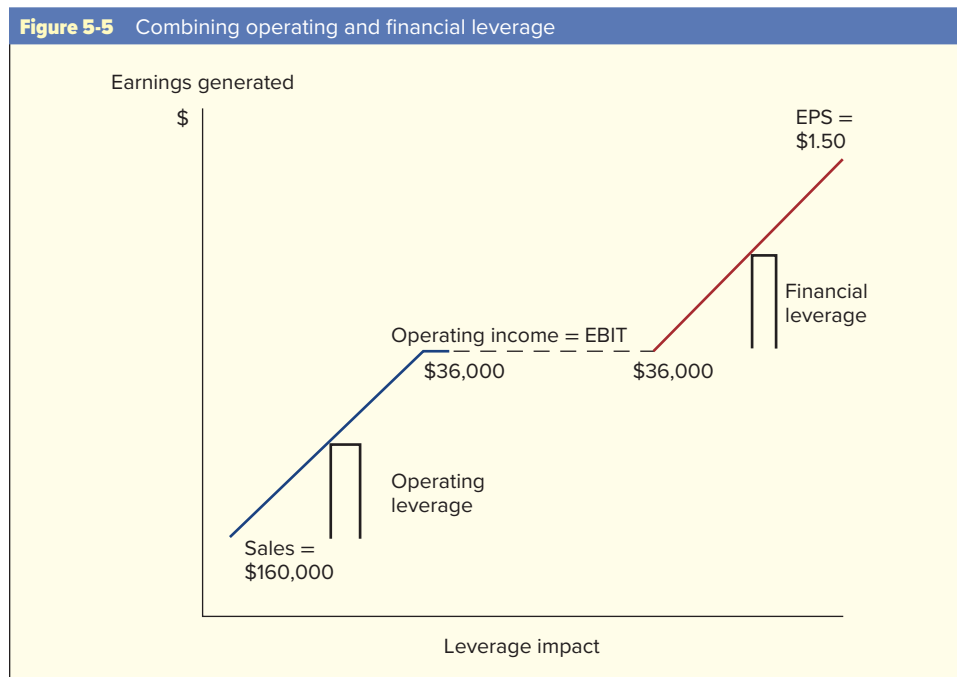 Figure 5-5 Combining operating and financial leverage
Earnings generated
$
EPS =
$1.50
Financial
leverage
Operating income = EBIT
$36,000 $36,000
Operating
leverage
Sales =
$160,000
Leverage impact